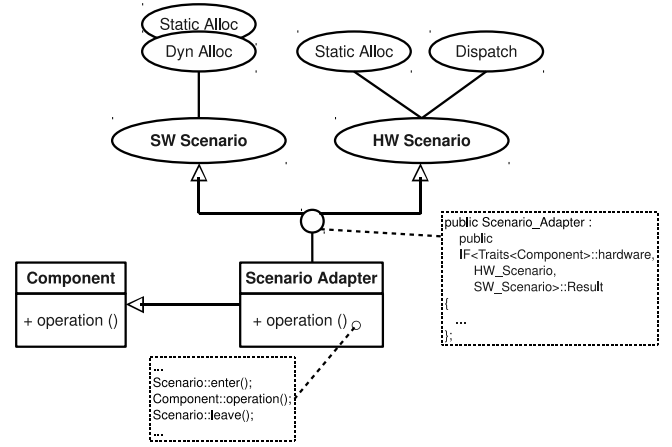 Static Alloc
Dyn Alloc
Static Alloc
Dispatch
SW Scenario
HW Scenario
public Scenario_Adapter :
public
IF<Traits<Component>::hardware,
HW_Scenario,
SW_Scenario>::Result
{
...
};
Component
+ operation ()
Scenario Adapter
+ operation ()
...
Scenario::enter();
Component::operation();
Scenario::leave();
...